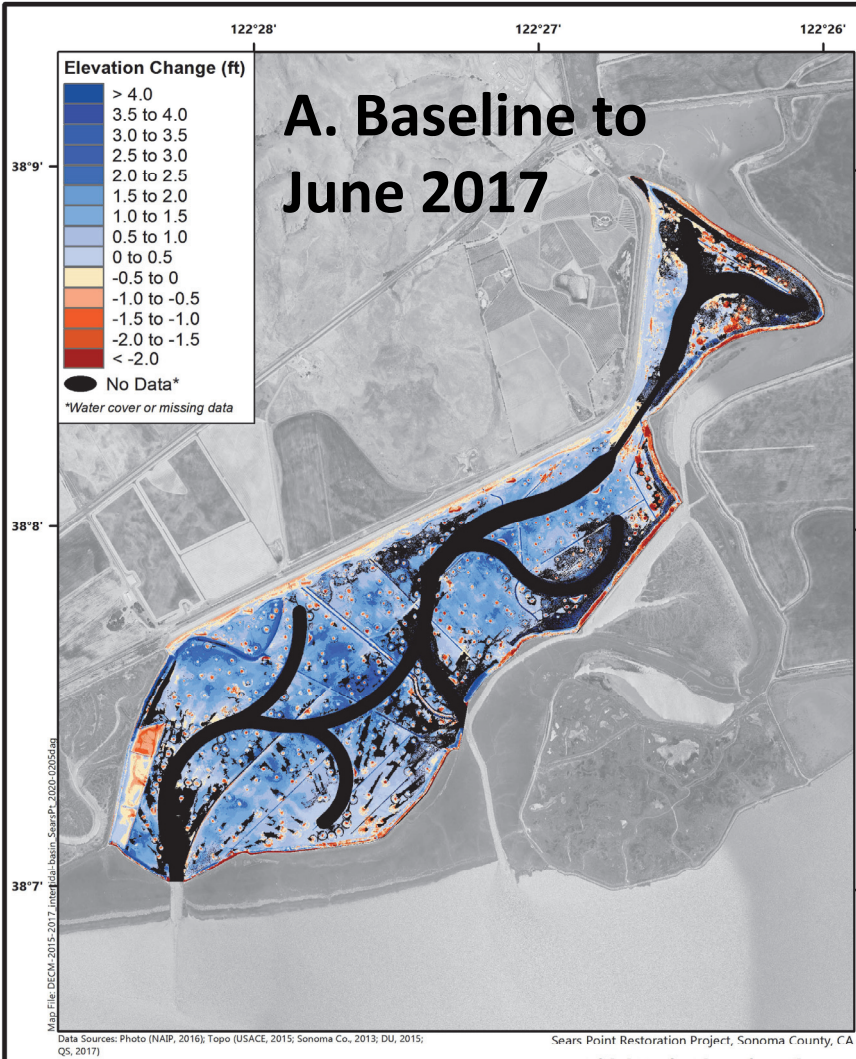 122°28' 122°27' 122°26'
Elevation Change (ft)
> 4.0
3.5 to 4.0
3.0 to 3.5
2.5 to 3.0
2.0 to 2.5
1.5 to 2.0
1.0 to 1.5
0.5 to 1.0
0 to 0.5
-0.5 to 0
-1.0 to -0.5
-1.5 to -1.0
-2.0 to -1.5
< -2.0
No Data*
*Water cover or missing data
A. Baseline to
June 2017
38°9'
38°8'
38°7'
Map File: DECM-2015-2017_intertidal-basin_SearsPt_2020-0205daq
Data Sources: Photo (NAIP, 2016); Topo (USACE, 2015; Sonoma Co., 2013; DU, 2015;
QS, 2017)
Sears Point Restoration Project, Sonoma County, CA